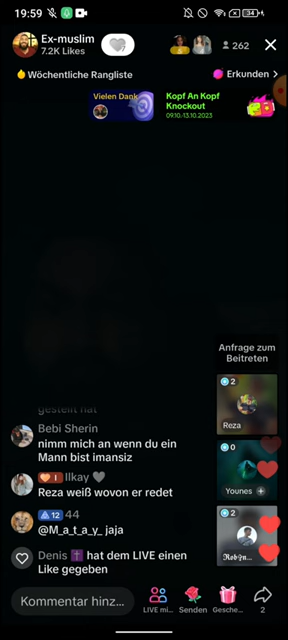 19:59
34
Ex-muslim
7.2K Likes
262
Wöchentliche Rangliste
Erkunden >
Vielen Dank
Kopf An Kopf
Knockout
09.10.-13.10.2023
Anfrage zum
Beitreten
2
Reza
0
Younes +
2
gestellt hat
Bebi Sherin
nimm mich an wenn du ein
Mann bist imansiz
1 Ilkay 🩶
Reza weiß wovon er redet
12 44
@M_a_t_a_y_ jaja
Denis ✝️ hat dem LIVE einen
Like gegeben
Kommentar hinz...
LIVE mi...
Senden
Gesche...
2